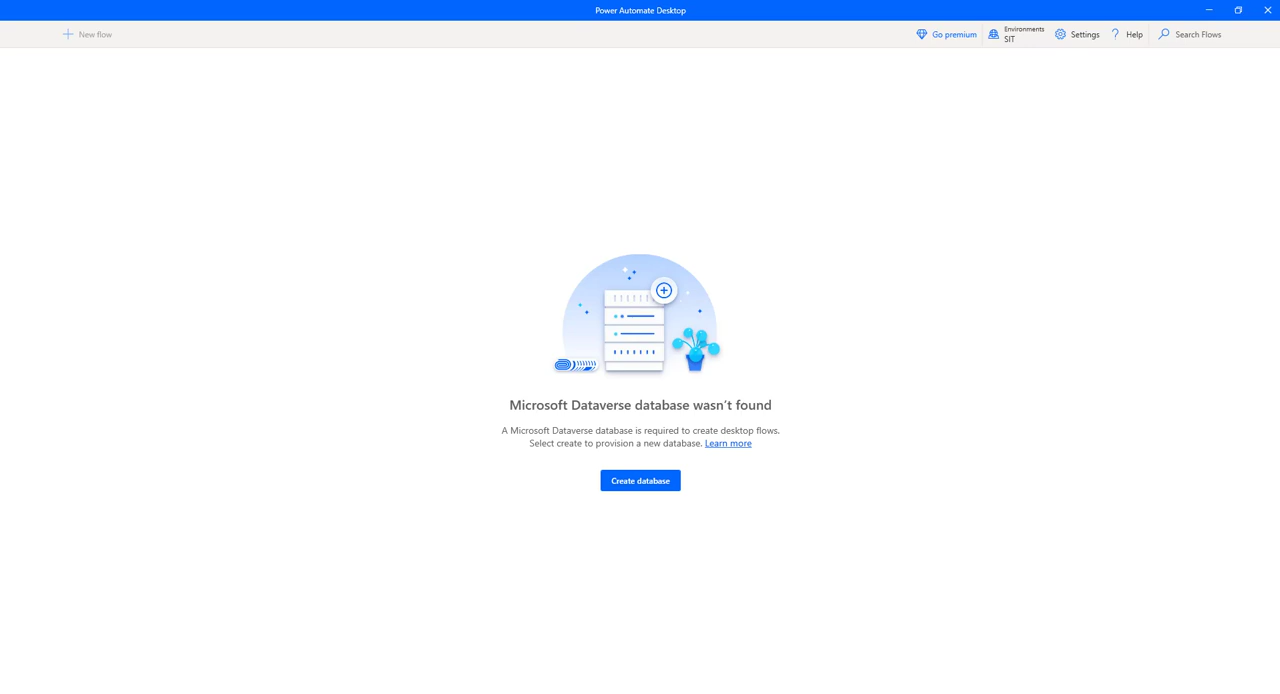 Power Automate Desktop
New flow
Go premium
Environments
SIT
Settings
Help
Search Flows
Microsoft Dataverse database wasn't found
A Microsoft Dataverse database is required to create desktop flows.
Select create to provision a new database. Learn more
Create database